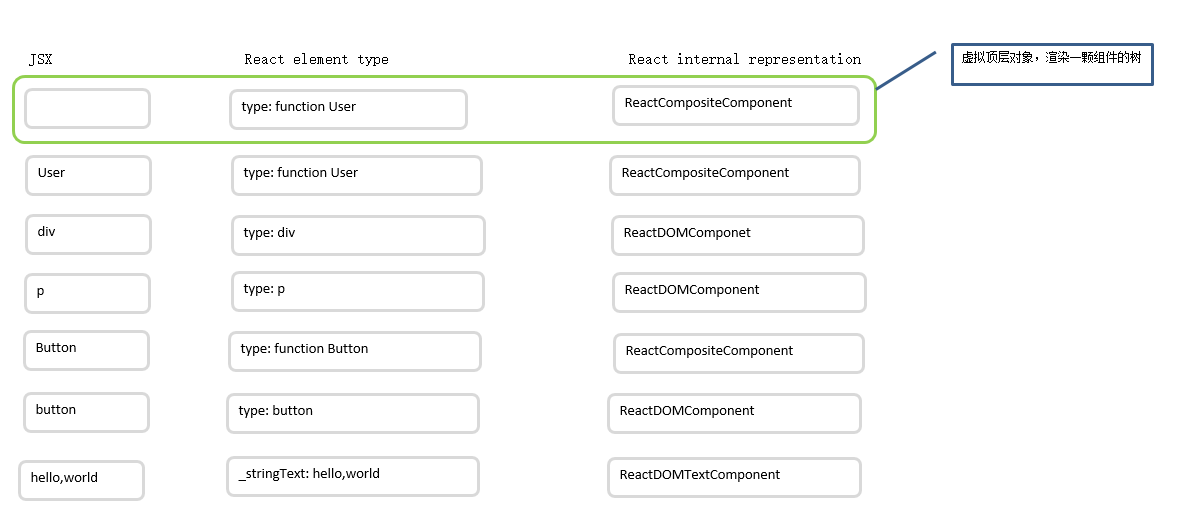 JSX React element type React internal representation
虚拟顶层对象，渲染一颗组件的树
type: function User ReactCompositeComponent
User type: function User ReactCompositeComponent
div type: div ReactDOMComponet
p type: p ReactDOMComponent
Button type: function Button ReactCompositeComponent
button type: button ReactDOMComponent
hello,world _stringText: hello,world ReactDOMTextComponent